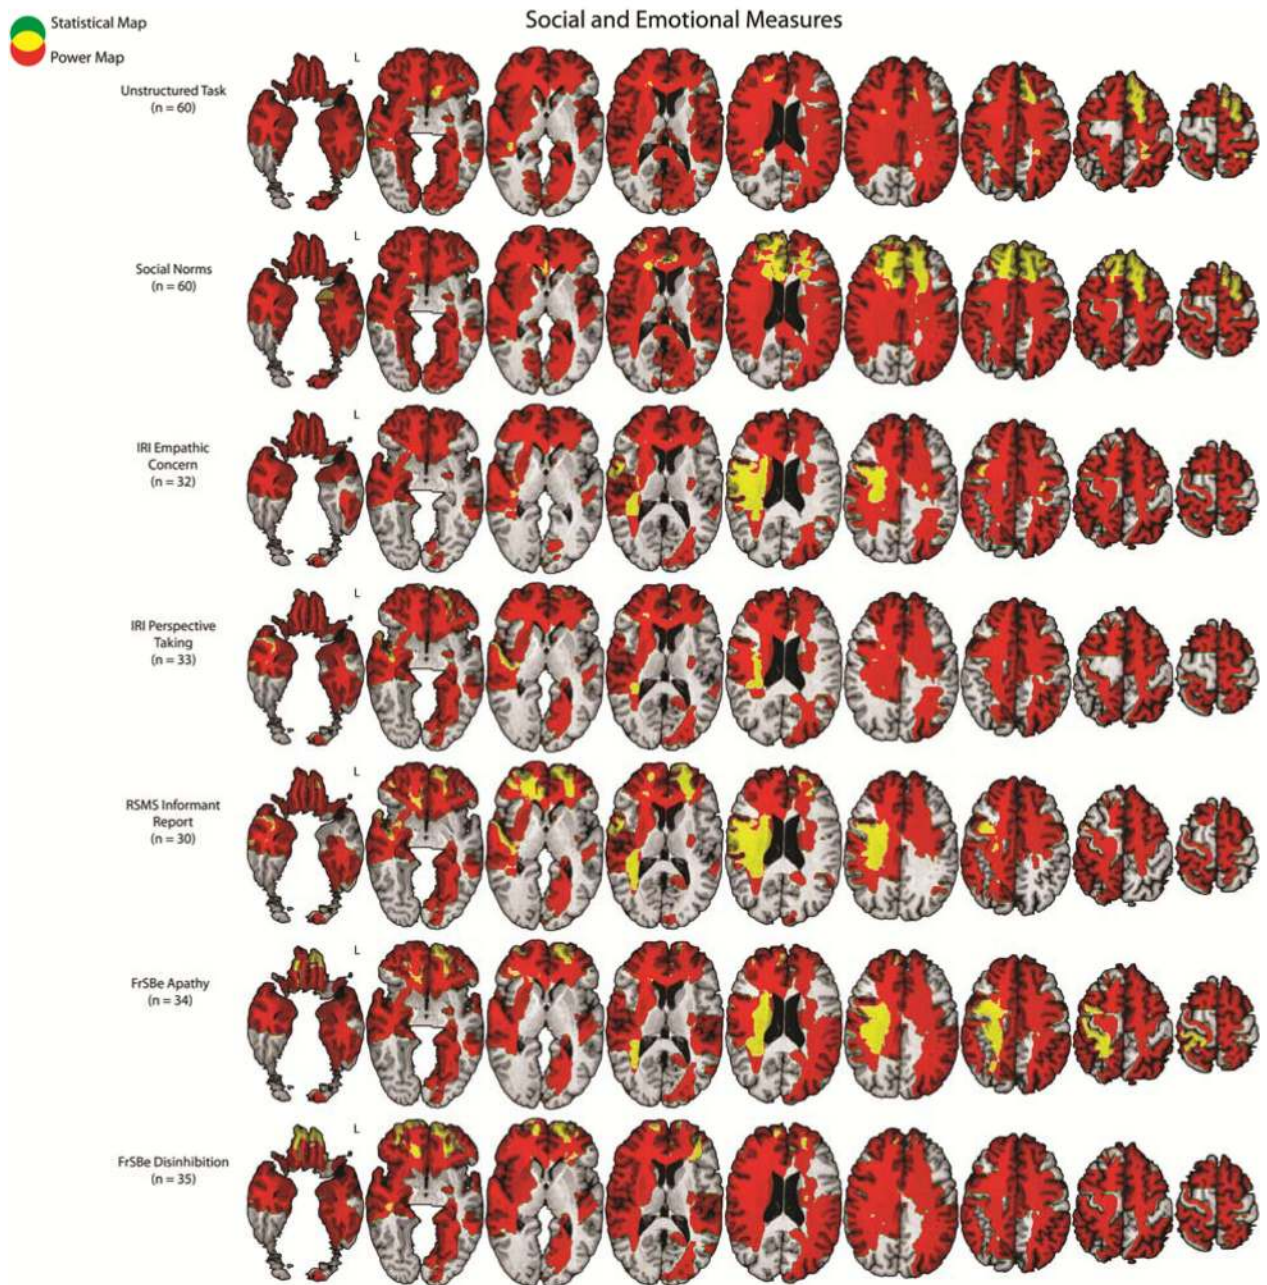 Social and Emotional Measures
Statistical Map
Power Map
L
Unstructured Task
(n = 60)
L
Social Norms
(n = 60)
L
IRI Empathic
Concern
(n = 32)
L
IRI Perspective
Taking
(n = 33)
L
RSMS Informant
Report
(n = 30)
L
FrSBe Apathy
(n = 34)
L
FrSBe Disinhibition
(n = 35)